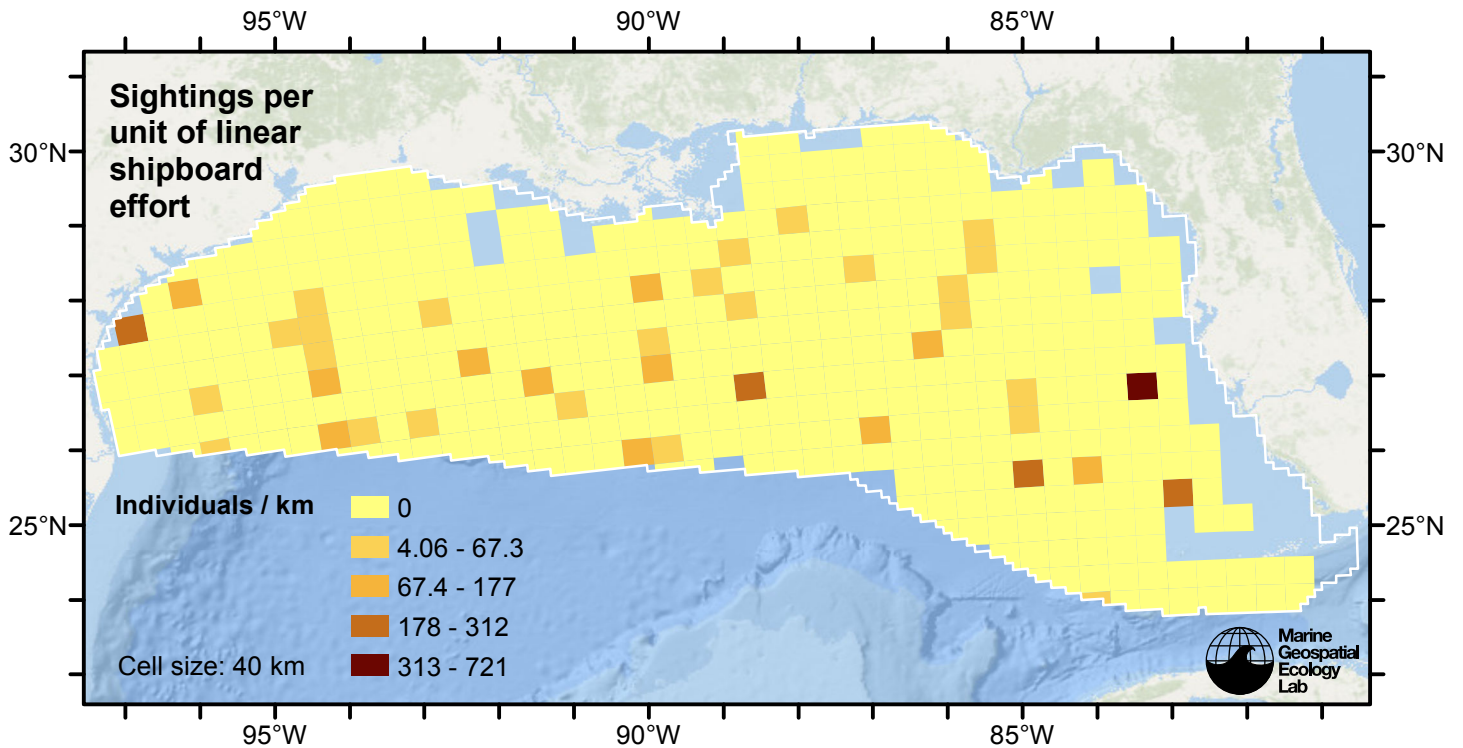 95°W 90°W 85°W
Sightings per
unit of linear
shipboard
effort
30°N 30°N
25°N 25°N
Individuals / km
0
4.06 - 67.3
67.4 - 177
178 - 312
313 - 721
Cell size: 40 km
Marine
Geospatial
Ecology
Lab
95°W 90°W 85°W